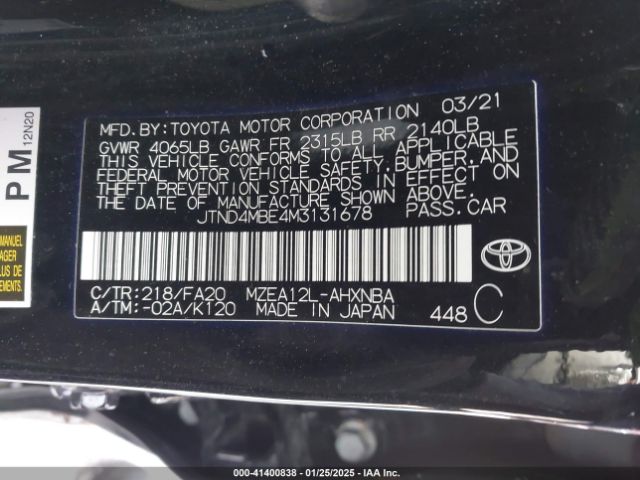 MFD.BY:TOYOTA MOTOR CORPORATION 03/21
GVWR 4065LB GAWR FR 2315LB RR 2140LB
THIS VEHICLE CONFORMS TO ALL APPLICABLE
FEDERAL MOTOR VEHICLE SAFETY,BUMPER,AND
THEFT PREVENTION STANDARDS IN EFFECT ON
THE DATE OF MANUFACTURE SHOWN ABOVE.
JTND4MBE4M3131678 PASS.CAR
C/TR:218/FA20 MZEA12L-AHXNBA
A/TM:-02A/K120 MADE IN JAPAN 448 C
PM
12N20
MANUEL
000-41400838 - 01/25/2025 - IAA Inc.